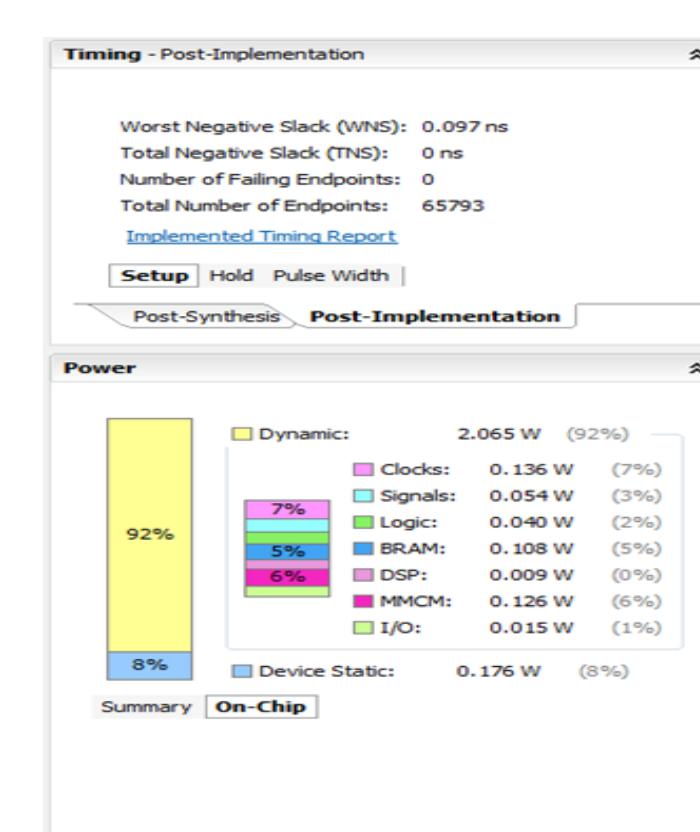 Timing - Post-Implementation
Worst Negative Slack (WNS): 0.097 ns
Total Negative Slack (TNS): 0 ns
Number of Failing Endpoints: 0
Total Number of Endpoints: 65793
Implemented Timing Report
Setup Hold Pulse Width
Post-Synthesis Post-Implementation
Power
Dynamic: 2.065 W (92%)
Clocks: 0.136 W (7%)
Signals: 0.054 W (3%)
7%
Logic: 0.040 W (2%)
92%
BRAM: 0.108 W (5%)
5%
DSP: 0.009 W (0%)
6%
MMCM: 0.126 W (6%)
I/O: 0.015 W (1%)
8%
Device Static: 0.176 W (8%)
Summary On-Chip